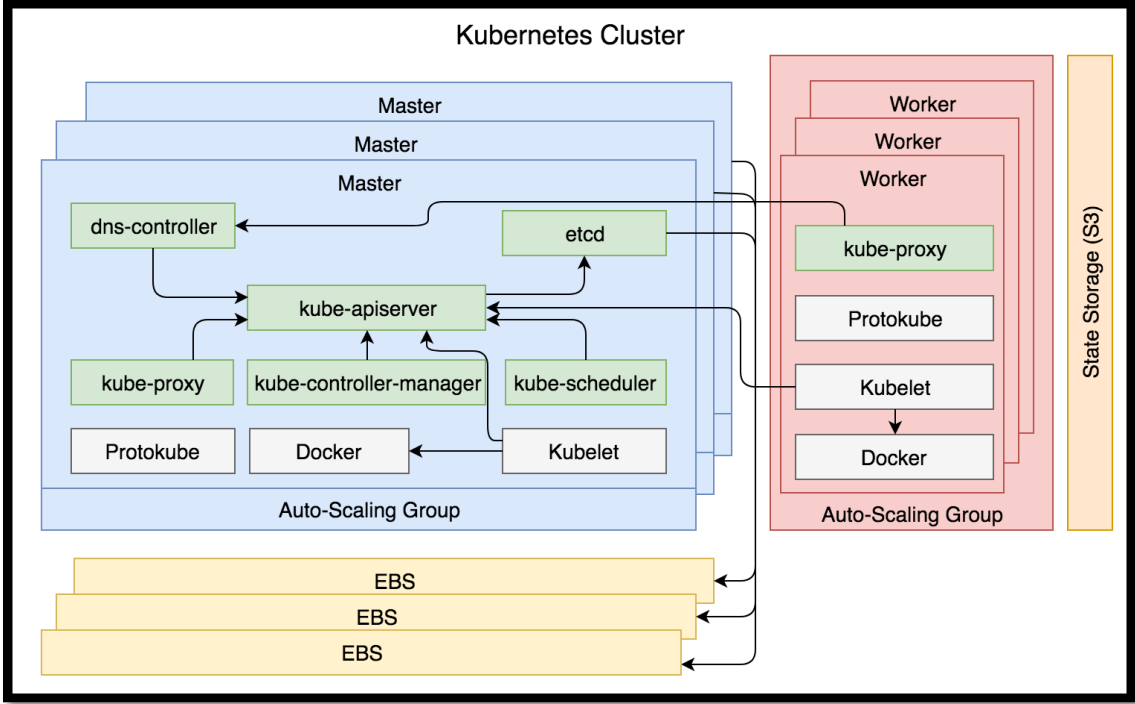 Kubernetes Cluster
Master
Master
Master
dns-controller
etcd
kube-apiserver
kube-proxy
kube-controller-manager
kube-scheduler
Protokube
Docker
Kubelet
Auto-Scaling Group
EBS
EBS
EBS
Worker
Worker
Worker
kube-proxy
Protokube
Kubelet
Docker
Auto-Scaling Group
State Storage (S3)